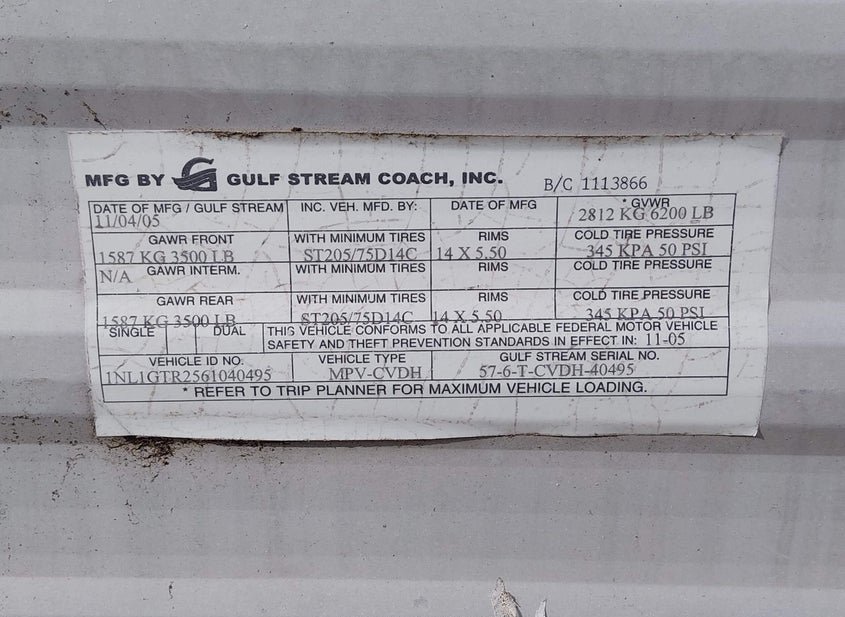 MFG BY GULF STREAM COACH, INC. B/C 1113866
DATE OF MFG / GULF STREAM INC. VEH. MFD. BY: DATE OF MFG * GVWR
11/04/05 2812 KG 6200 LB
GAWR FRONT WITH MINIMUM TIRES RIMS COLD TIRE PRESSURE
1587 KG 3500 LB ST205/75D14C 14 X 5.50 345 KPA 50 PSI
N/A GAWR INTERM. WITH MINIMUM TIRES RIMS COLD TIRE PRESSURE
GAWR REAR WITH MINIMUM TIRES RIMS COLD TIRE PRESSURE
1587 KG 3500 LB ST205/75D14C 14 X 5.50 345 KPA 50 PSI
SINGLE DUAL THIS VEHICLE CONFORMS TO ALL APPLICABLE FEDERAL MOTOR VEHICLE
SAFETY AND THEFT PREVENTION STANDARDS IN EFFECT IN: 11-05
VEHICLE ID NO. VEHICLE TYPE GULF STREAM SERIAL NO.
1NL1GTR2561040495 MPV-CVDH 57-6-T-CVDH-40495
* REFER TO TRIP PLANNER FOR MAXIMUM VEHICLE LOADING.